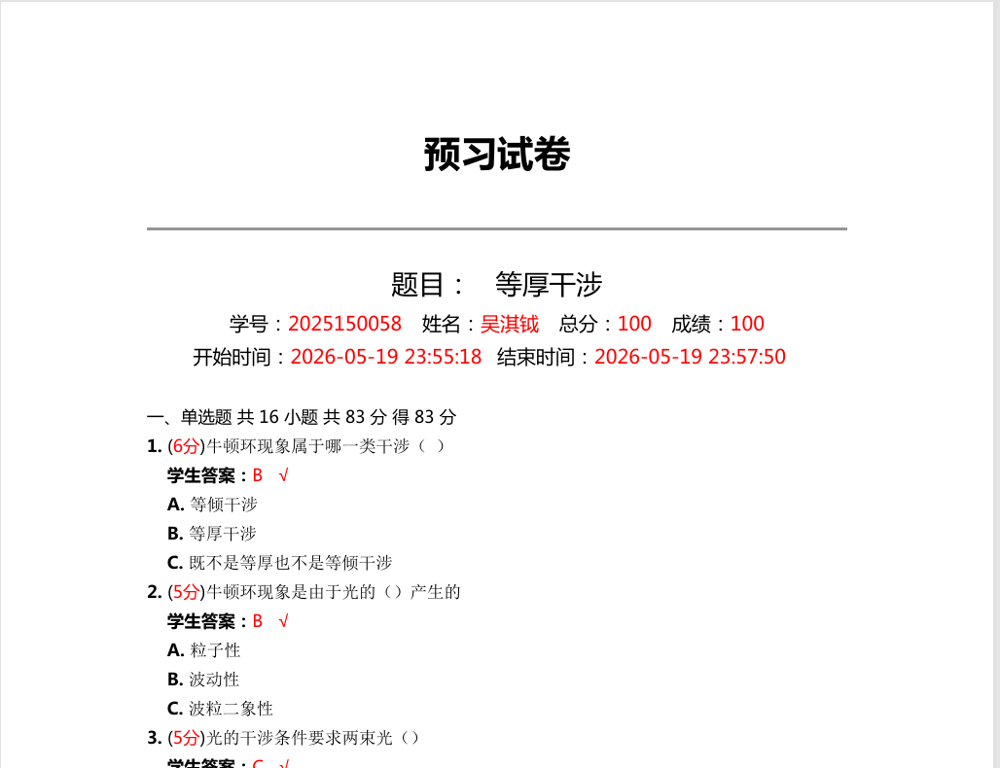 预习试卷
题目： 等厚干涉
学号：2025150058 姓名：吴淇钺 总分：100 成绩：100
开始时间：2026-05-19 23:55:18 结束时间：2026-05-19 23:57:50
一、单选题 共 16 小题 共 83 分 得 83 分
1. (6分)牛顿环现象属于哪一类干涉（ ）
学生答案：B √
A. 等倾干涉
B. 等厚干涉
C. 既不是等厚也不是等倾干涉
2. (5分)牛顿环现象是由于光的（）产生的
学生答案：B √
A. 粒子性
B. 波动性
C. 波粒二象性
3. (5分)光的干涉条件要求两束光（）
学生答案：C √